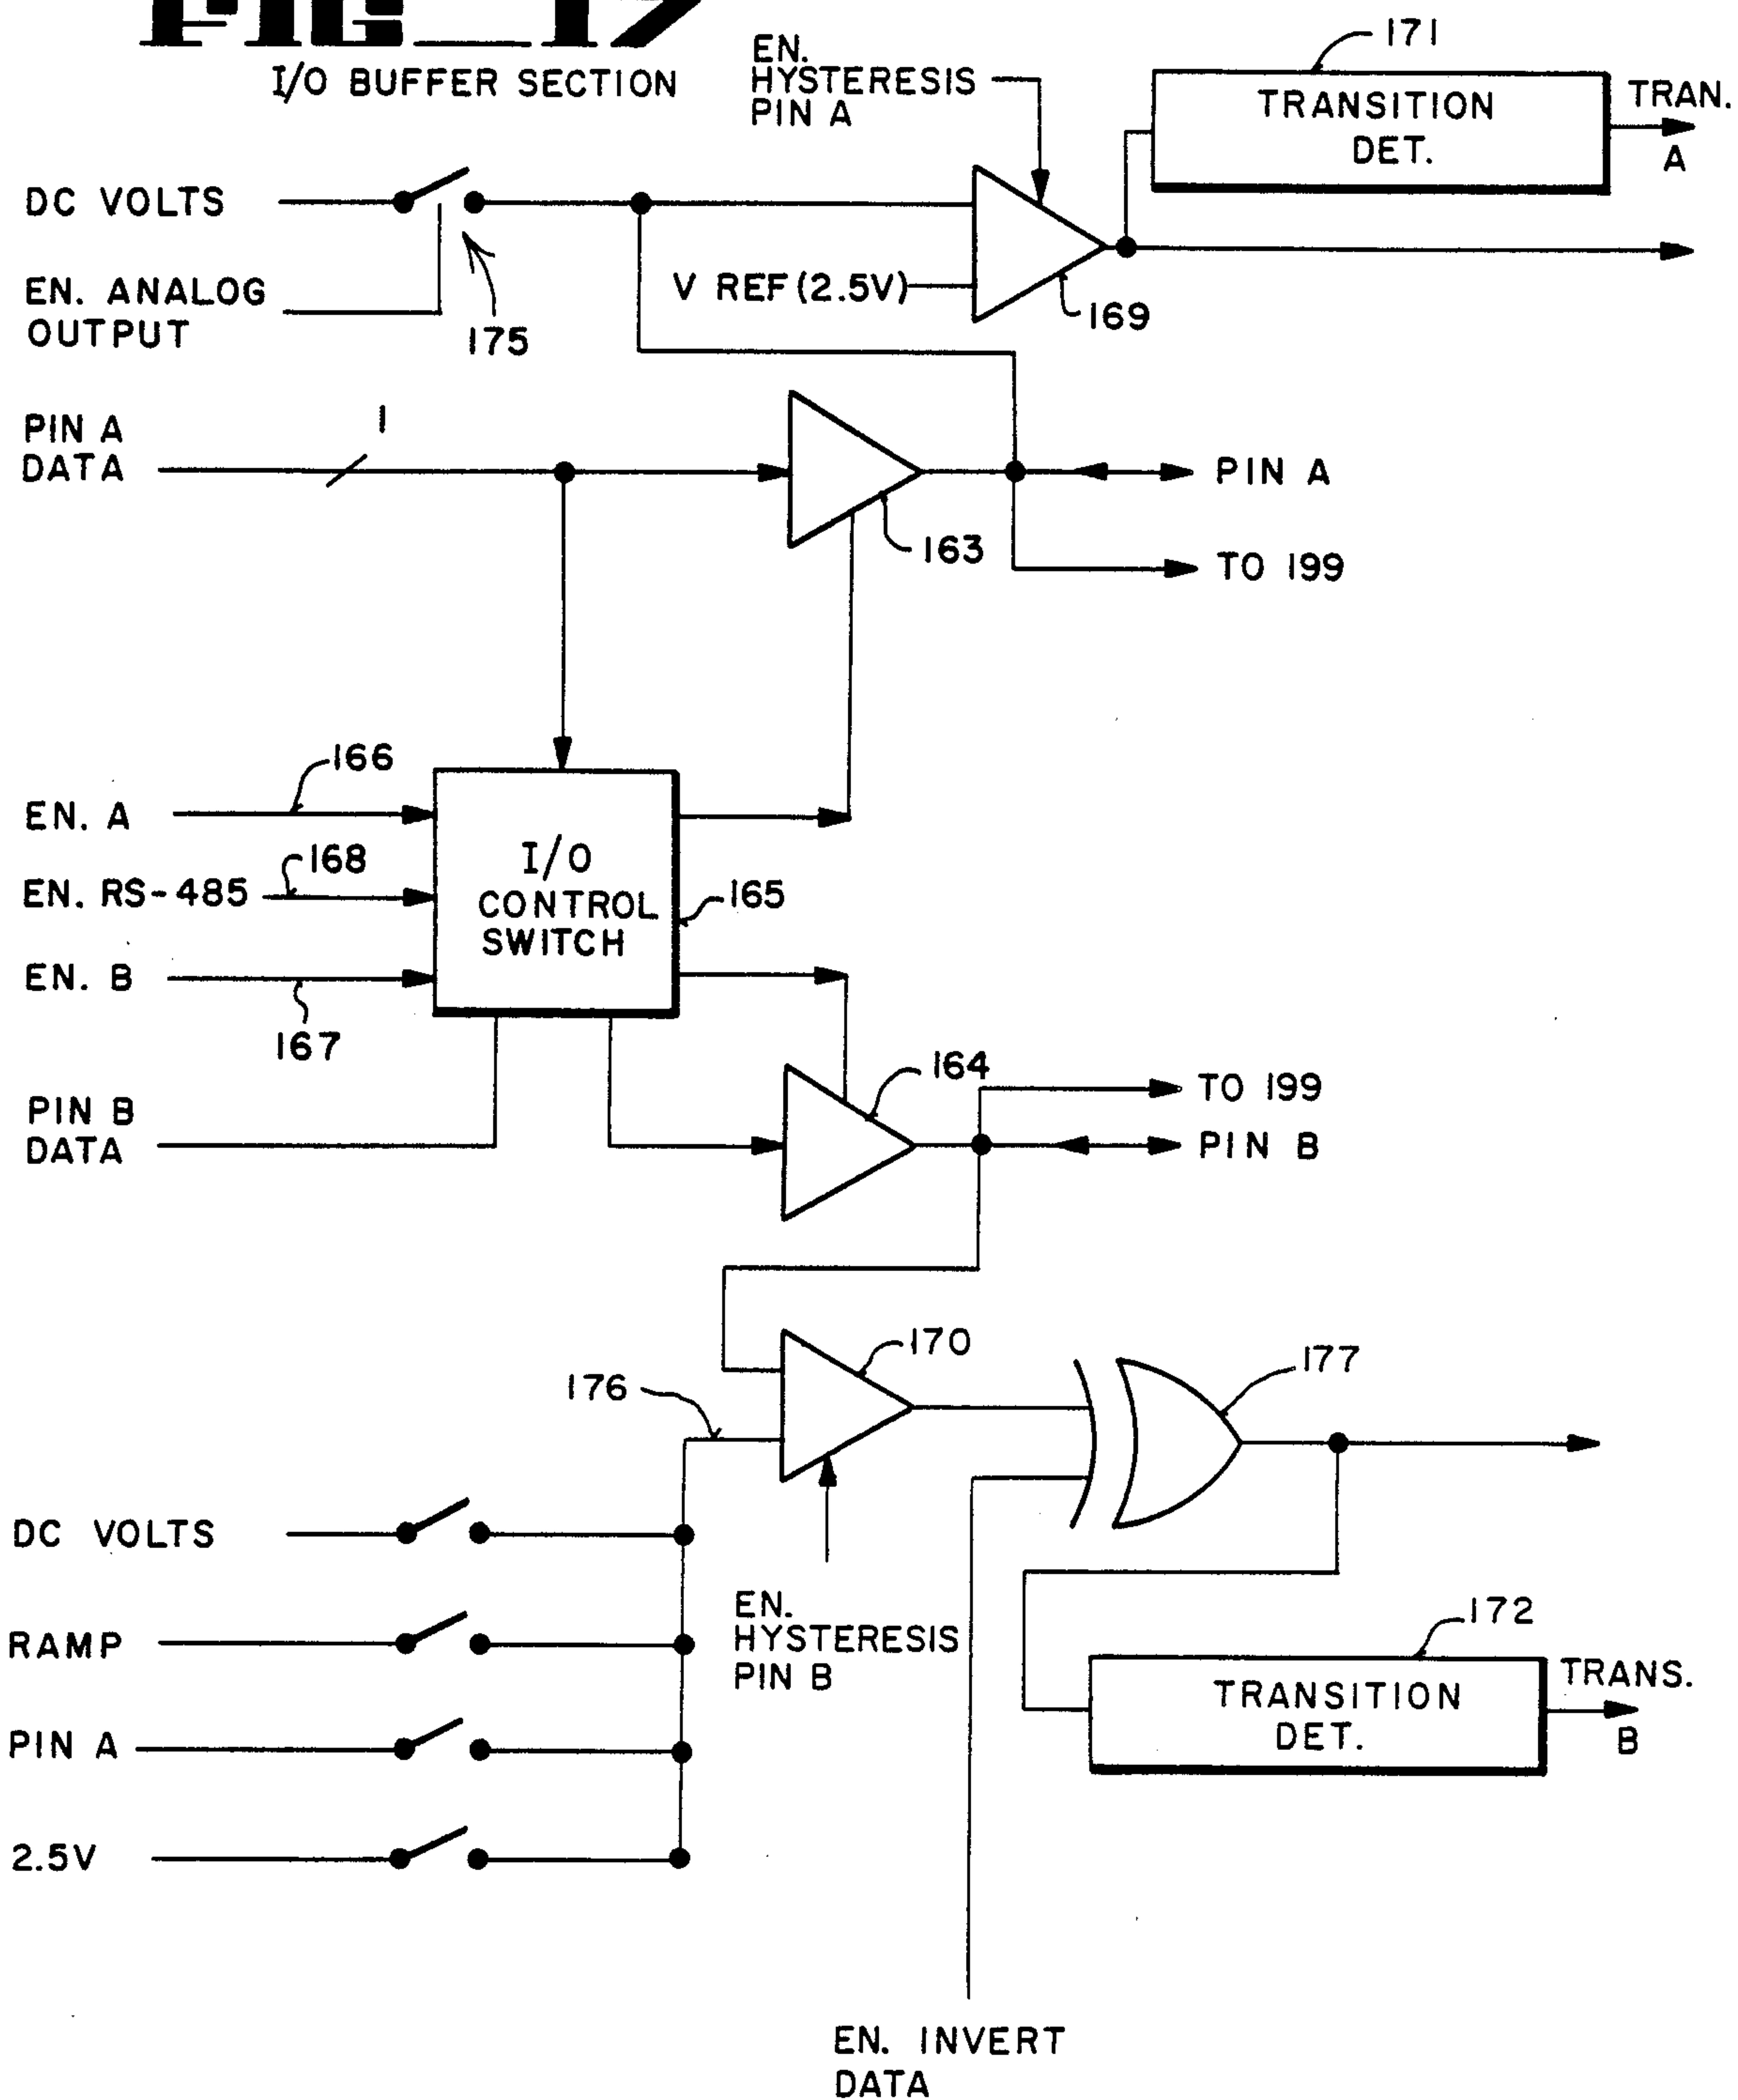 FIG_17
I/O BUFFER SECTION
EN.
HYSTERESIS
PIN A
171
TRANSITION
DET.
TRAN.
A
DC VOLTS
EN. ANALOG
OUTPUT
175
V REF (2.5V)
169
PIN A
DATA
1
163
PIN A
TO 199
EN. A
166
EN. RS-485
168
EN. B
167
I/O
CONTROL
SWITCH
165
PIN B
DATA
164
TO 199
PIN B
170
176
177
DC VOLTS
RAMP
PIN A
2.5V
EN.
HYSTERESIS
PIN B
172
TRANSITION
DET.
TRANS.
B
EN. INVERT
DATA